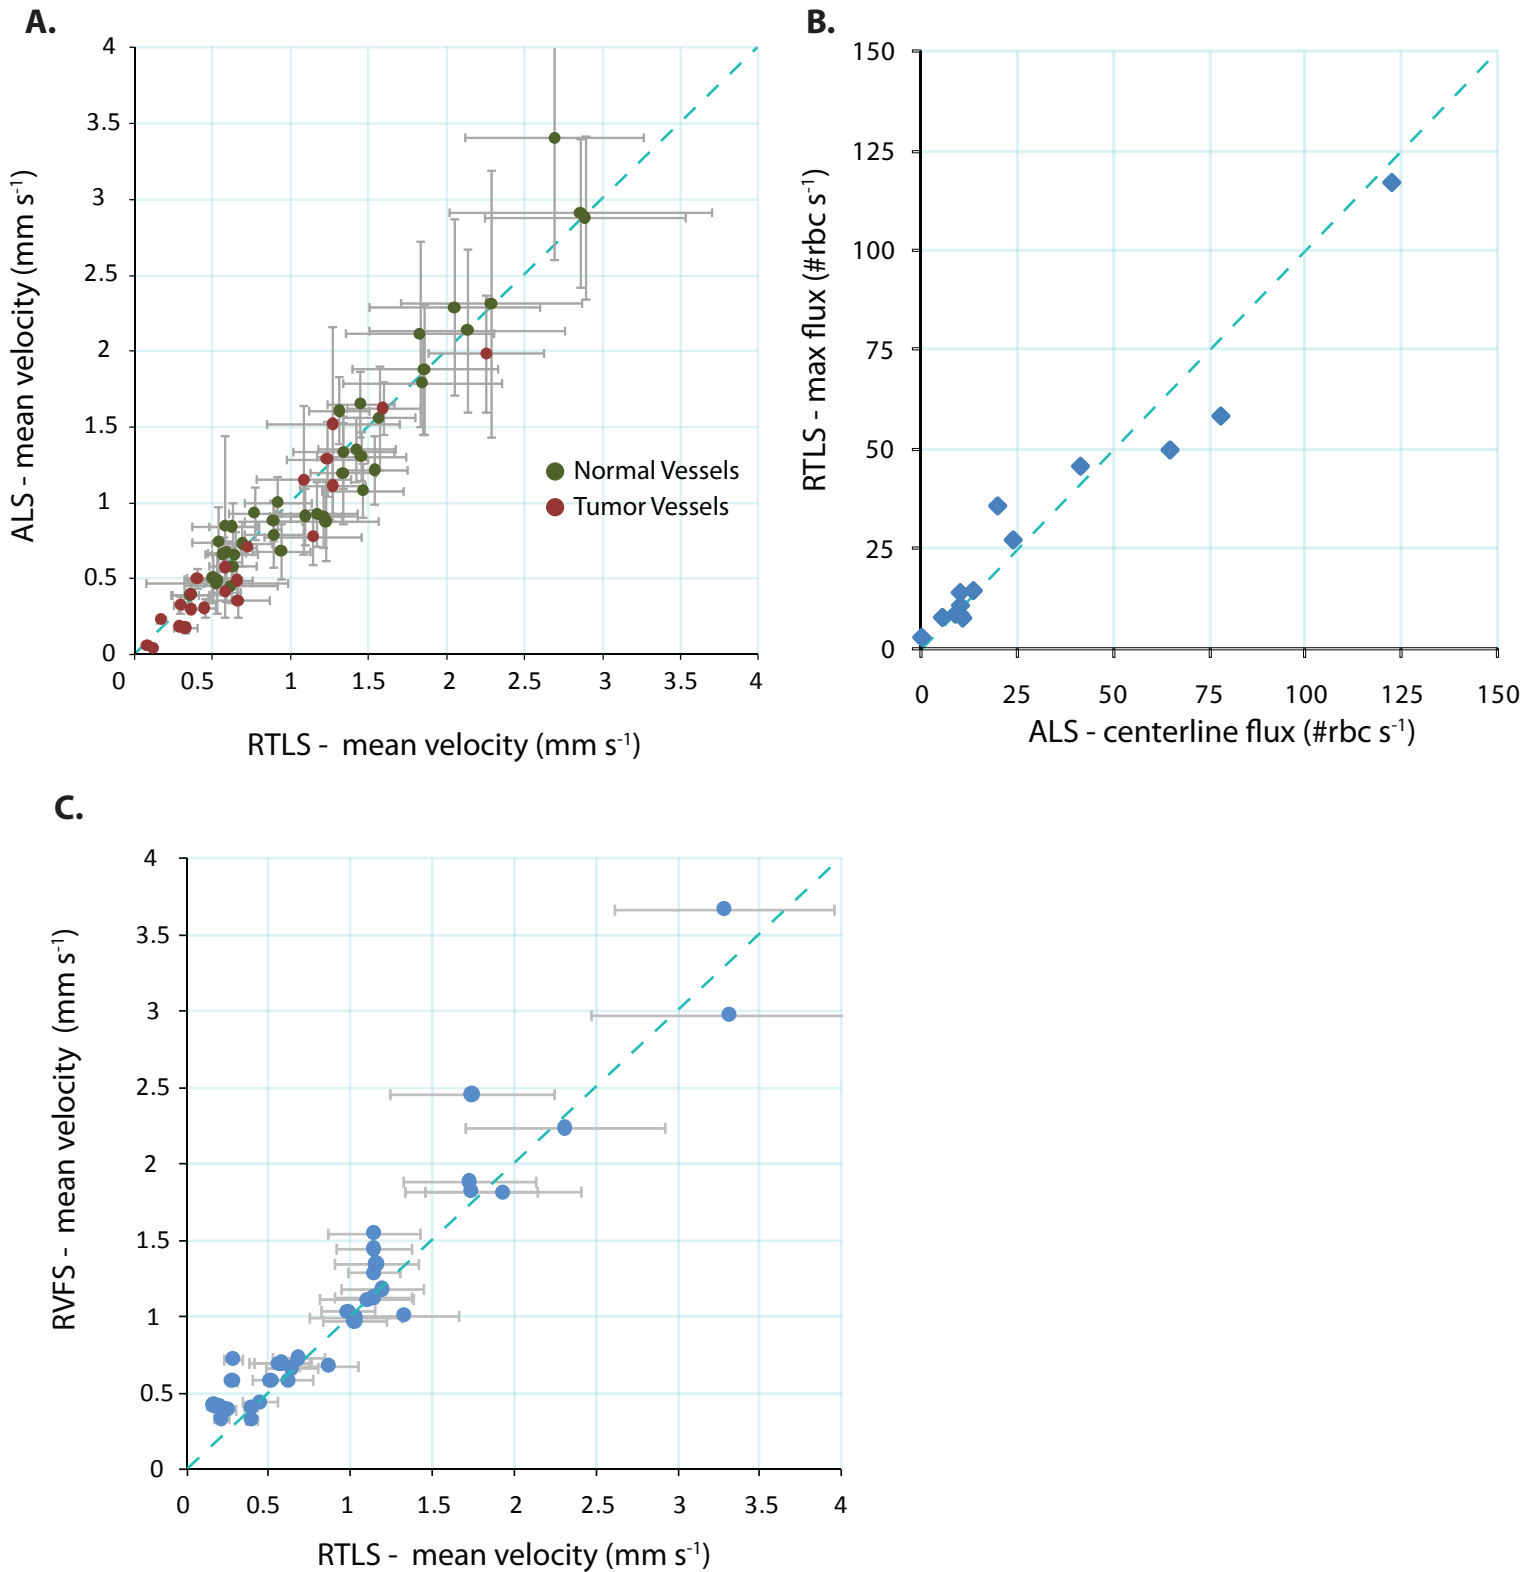 A.
4
3.5
3
2.5
2
1.5
1
0.5
0
ALS - mean velocity (mm s⁻¹)
Normal Vessels
Tumor Vessels
0 0.5 1 1.5 2 2.5 3 3.5 4
RTLS - mean velocity (mm s⁻¹)
B.
150
125
100
75
50
25
0
RTLS - max flux (#rbc s⁻¹)
0 25 50 75 100 125 150
ALS - centerline flux (#rbc s⁻¹)
C.
4
3.5
3
2.5
2
1.5
1
0.5
0
RVFS - mean velocity (mm s⁻¹)
0 0.5 1 1.5 2 2.5 3 3.5 4
RTLS - mean velocity (mm s⁻¹)